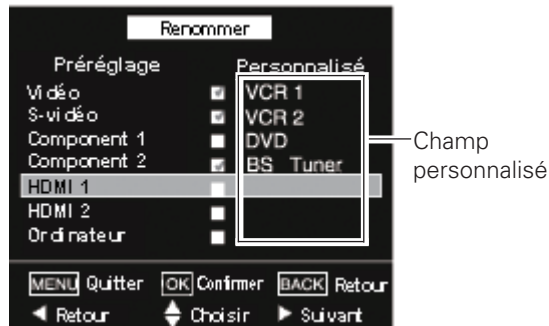 Renommer
Préréglage Personnalisé
Vidéo VCR 1
S-vidéo VCR 2
Component 1 DVD
Component 2 BS Tuner
HDMI 1
HDMI 2
Ordinateur
Champ
personnalisé
MENU Quitter OK Confirmer BACK Retour
Retour Choisir Suivant